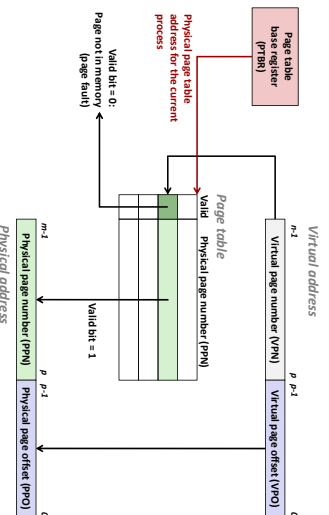 Virtual address
n-1
p p-1
0
Virtual page number (VPN)
Virtual page offset (VPO)
Page table
base register
(PTBR)
Physical page table
address for the current
process
Page table
Valid
Physical page number (PPN)
Valid bit = 0:
Page not in memory
(page fault)
Valid bit = 1
m-1
p p-1
Physical page number (PPN)
Physical page offset (PPO)
Physical address